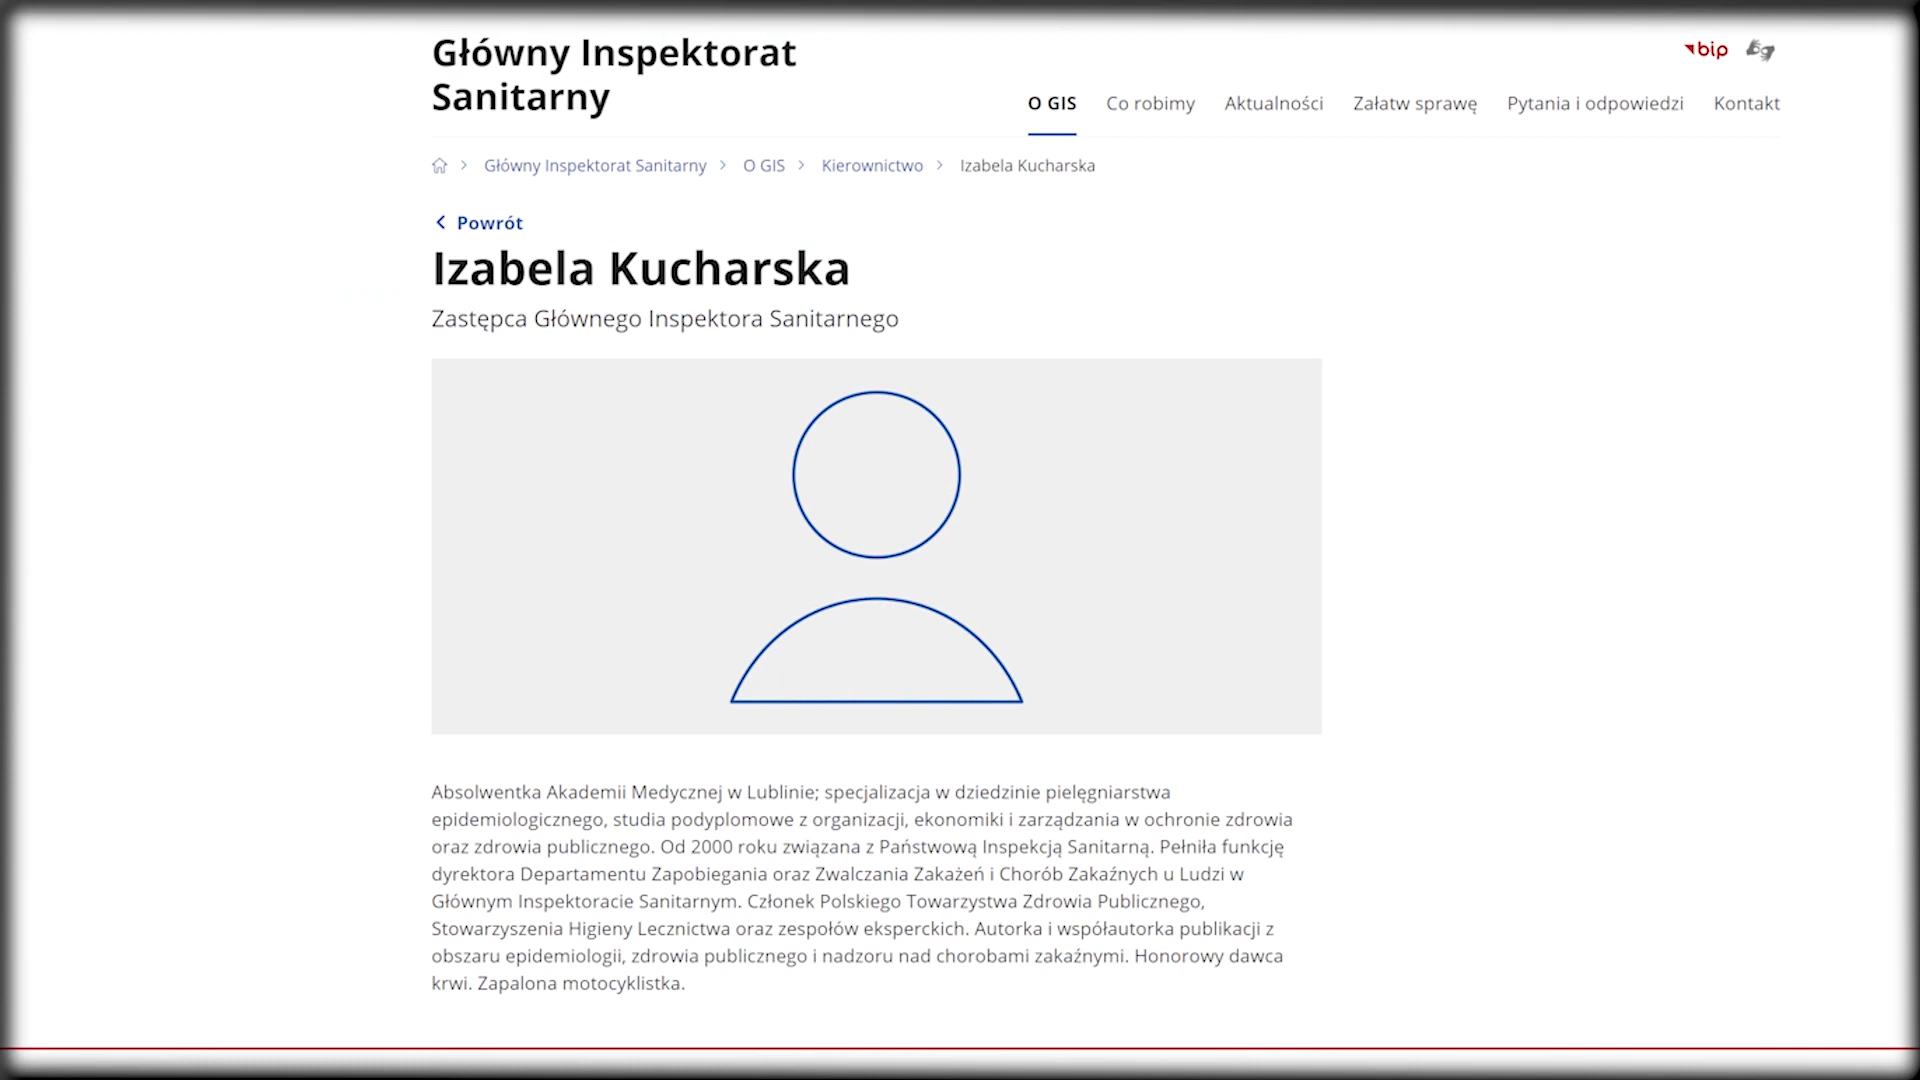 Główny Inspektorat
Sanitarny
bip
O GIS Co robimy Aktualności Załatw sprawę Pytania i odpowiedzi Kontakt
Główny Inspektorat Sanitarny O GIS Kierownictwo Izabela Kucharska
Powrót
Izabela Kucharska
Zastępca Głównego Inspektora Sanitarnego
Absolwentka Akademii Medycznej w Lublinie; specjalizacja w dziedzinie pielęgniarstwa
epidemiologicznego, studia podyplomowe z organizacji, ekonomiki i zarządzania w ochronie zdrowia
oraz zdrowia publicznego. Od 2000 roku związana z Państwową Inspekcją Sanitarną. Pełniła funkcję
dyrektora Departamentu Zapobiegania oraz Zwalczania Zakażeń i Chorób Zakaźnych u Ludzi w
Głównym Inspektoracie Sanitarnym. Członek Polskiego Towarzystwa Zdrowia Publicznego,
Stowarzyszenia Higieny Lecznictwa oraz zespołów eksperckich. Autorka i współautorka publikacji z
obszaru epidemiologii, zdrowia publicznego i nadzoru nad chorobami zakaźnymi. Honorowy dawca
krwi. Zapalona motocyklistka.